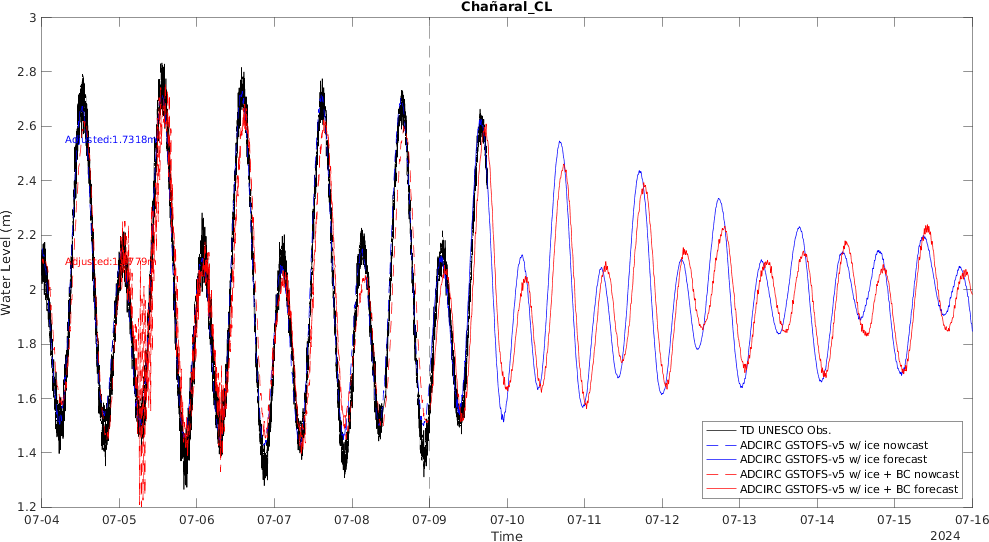 Chañaral_CL
3
2.8
2.6
2.4
2.2
2
1.8
1.6
1.4
1.2
Water Level (m)
Adjusted:1.7318m
07-04
07-05
07-06
07-07
07-08
07-09
07-10
07-11
07-12
07-13
07-14
07-15
07-16
Time
2024
TD UNESCO Obs.
ADCIRC GSTOFS-v5 w/ ice nowcast
ADCIRC GSTOFS-v5 w/ ice forecast
ADCIRC GSTOFS-v5 w/ ice + BC nowcast
ADCIRC GSTOFS-v5 w/ ice + BC forecast